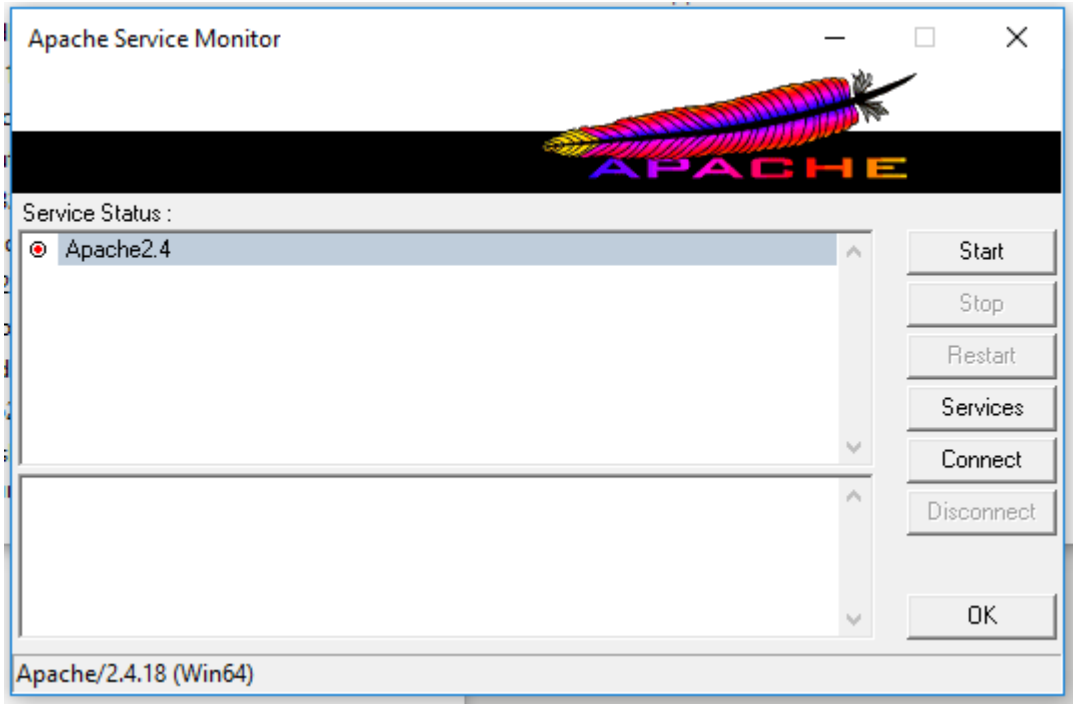 Apache Service Monitor
APACHE
Service Status :
Apache2.4
Start
Stop
Restart
Services
Connect
Disconnect
OK
Apache/2.4.18 (Win64)